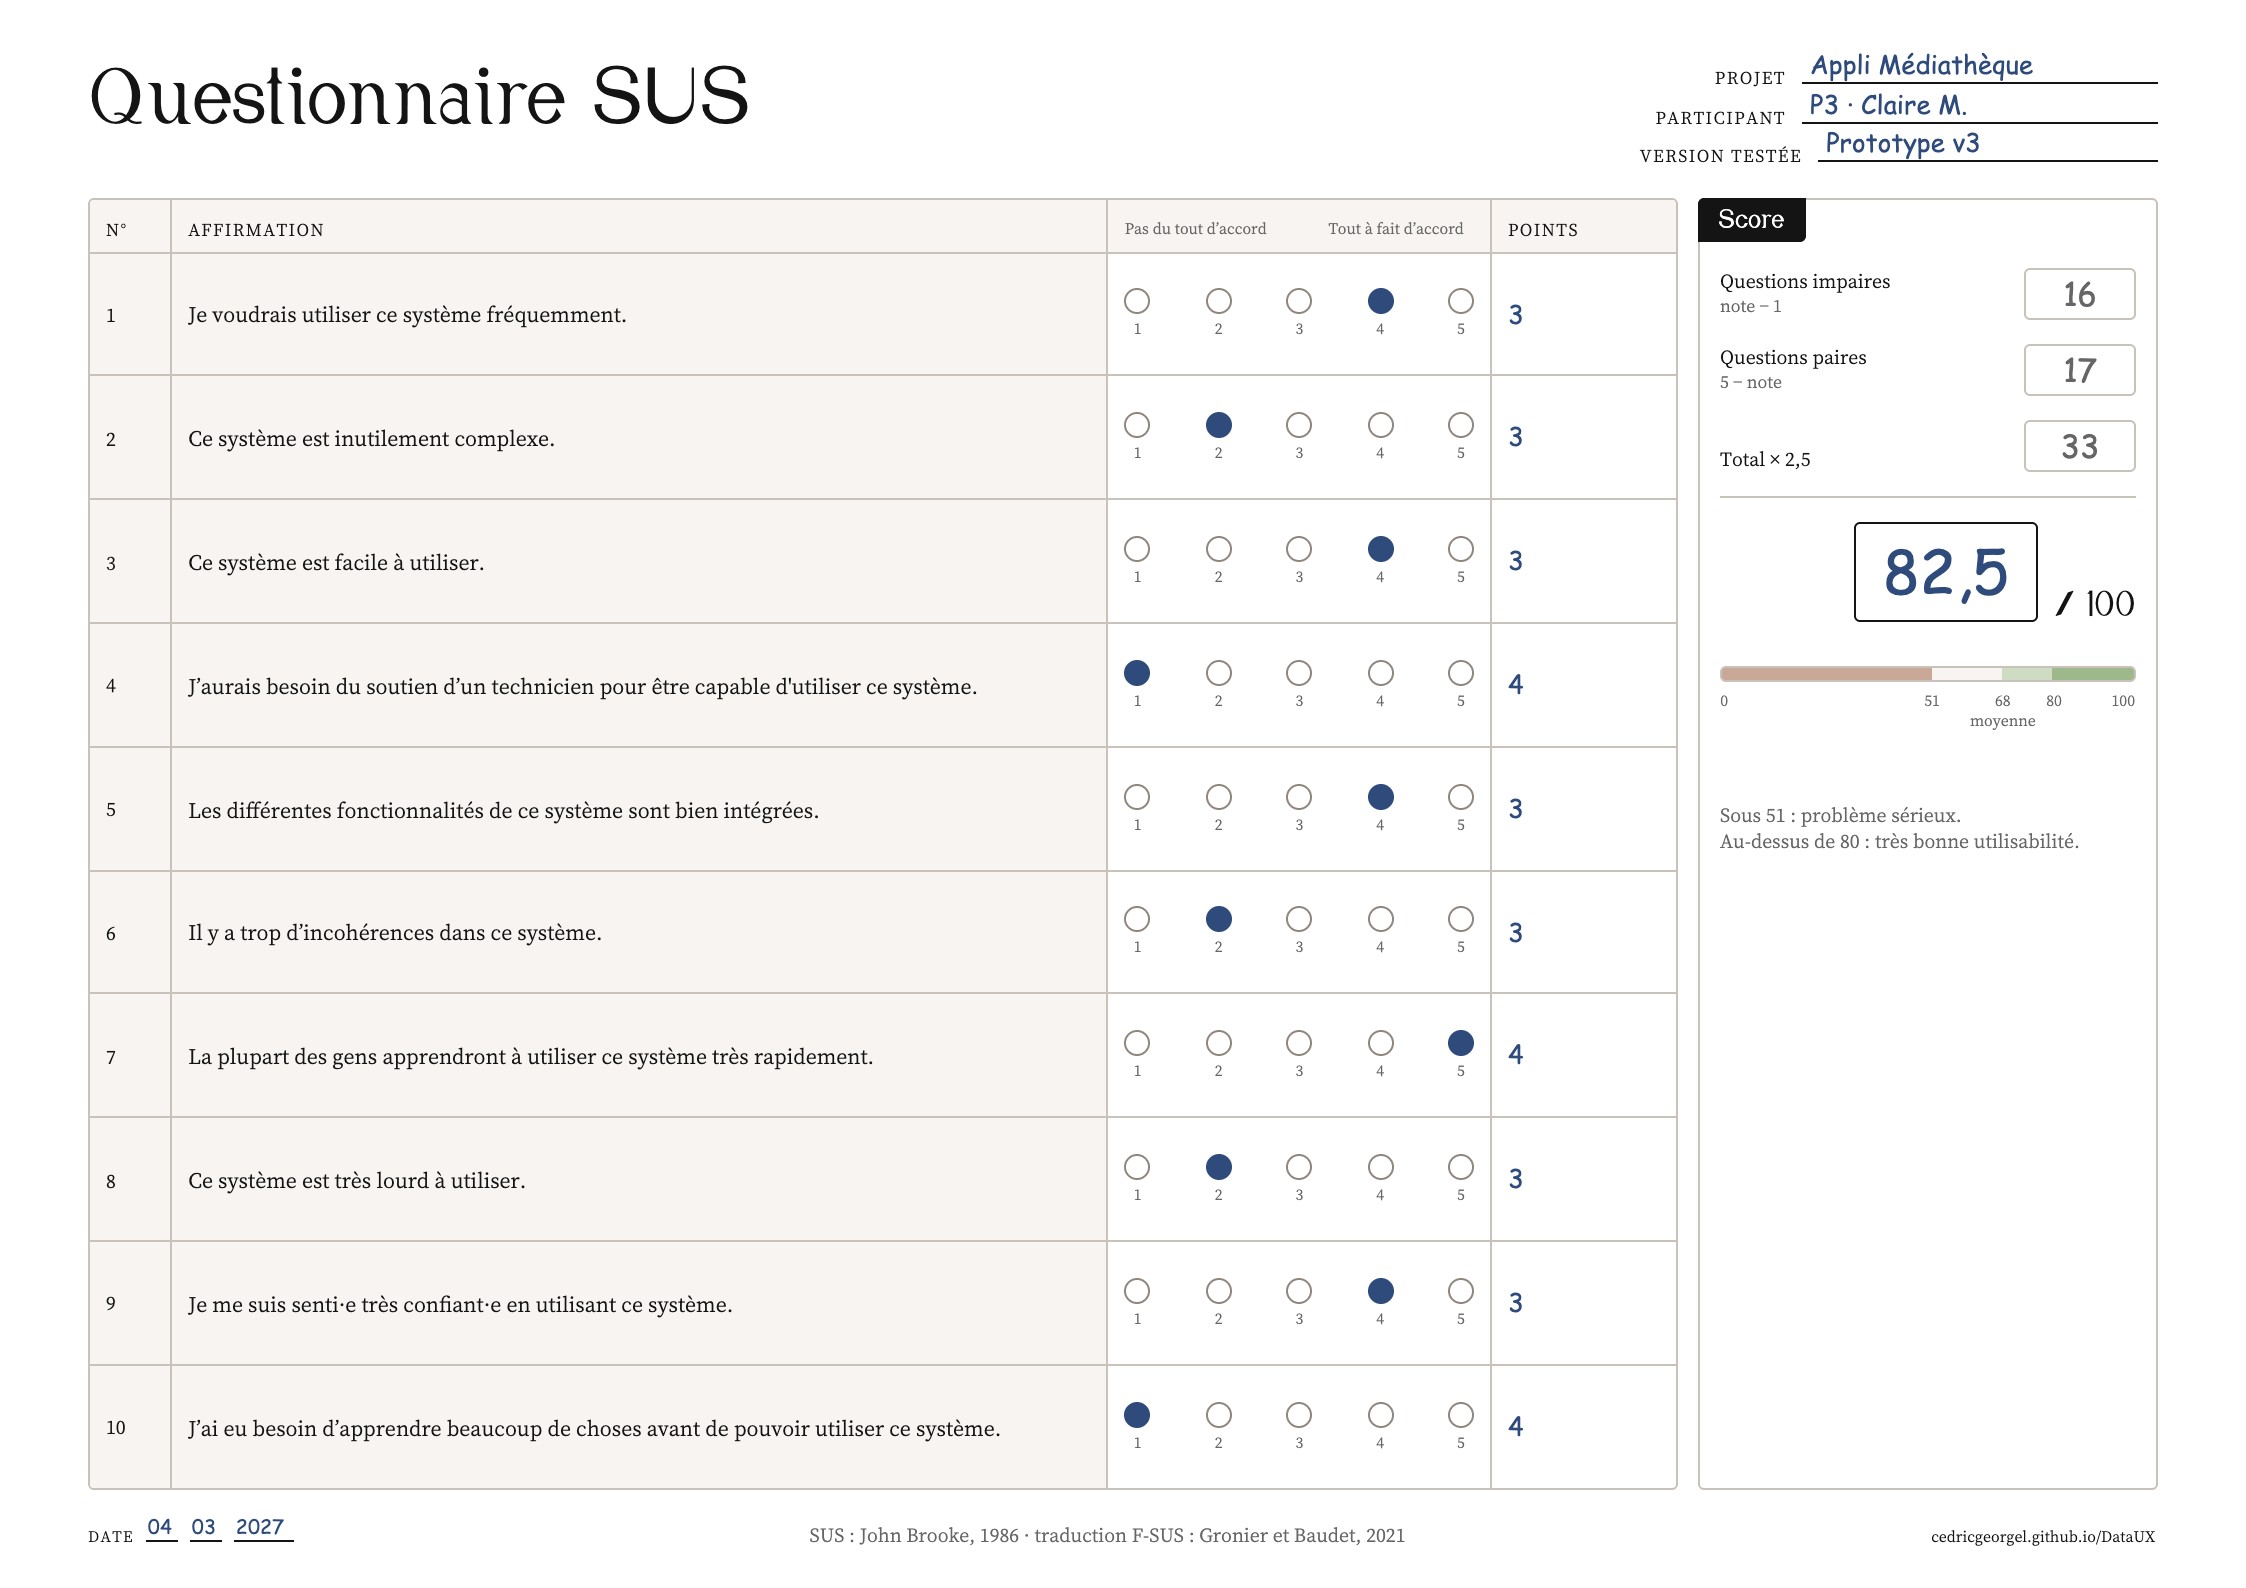 Questionnaire SUS
PROJET Appli Médiathèque
PARTICIPANT P3 · Claire M.
VERSION TESTÉE Prototype v3
N° AFFIRMATION Pas du tout d’accord Tout à fait d’accord POINTS
1 Je voudrais utiliser ce système fréquemment. 3
1 2 3 4 5
2 Ce système est inutilement complexe. 3
1 2 3 4 5
3 Ce système est facile à utiliser. 3
1 2 3 4 5
4 J’aurais besoin du soutien d’un technicien pour être capable d'utiliser ce système. 4
1 2 3 4 5
5 Les différentes fonctionnalités de ce système sont bien intégrées. 3
1 2 3 4 5
6 Il y a trop d’incohérences dans ce système. 3
1 2 3 4 5
7 La plupart des gens apprendront à utiliser ce système très rapidement. 4
1 2 3 4 5
8 Ce système est très lourd à utiliser. 3
1 2 3 4 5
9 Je me suis senti·e très confiant·e en utilisant ce système. 3
1 2 3 4 5
10 J’ai eu besoin d’apprendre beaucoup de choses avant de pouvoir utiliser ce système. 4
1 2 3 4 5
Score
Questions impaires 16
note − 1
Questions paires 17
5 − note
Total × 2,5 33
82,5 / 100
0 51 68 80 100
moyenne
Sous 51 : problème sérieux.
Au-dessus de 80 : très bonne utilisabilité.
DATE 04 03 2027
SUS : John Brooke, 1986 · traduction F-SUS : Gronier et Baudet, 2021
cedricgeorgel.github.io/DataUX